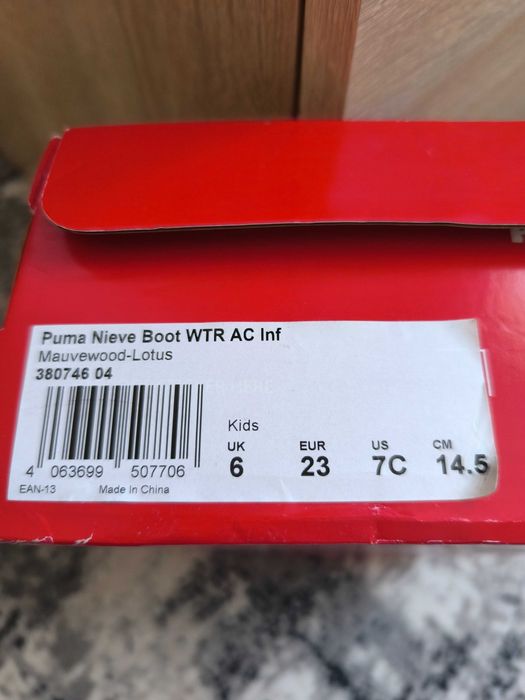 Puma Nieve Boot WTR AC Inf
Mauvewood-Lotus
380746 04
Kids
UK EUR US CM
6 23 7C 14.5
4 063699 507706
EAN-13 Made in China